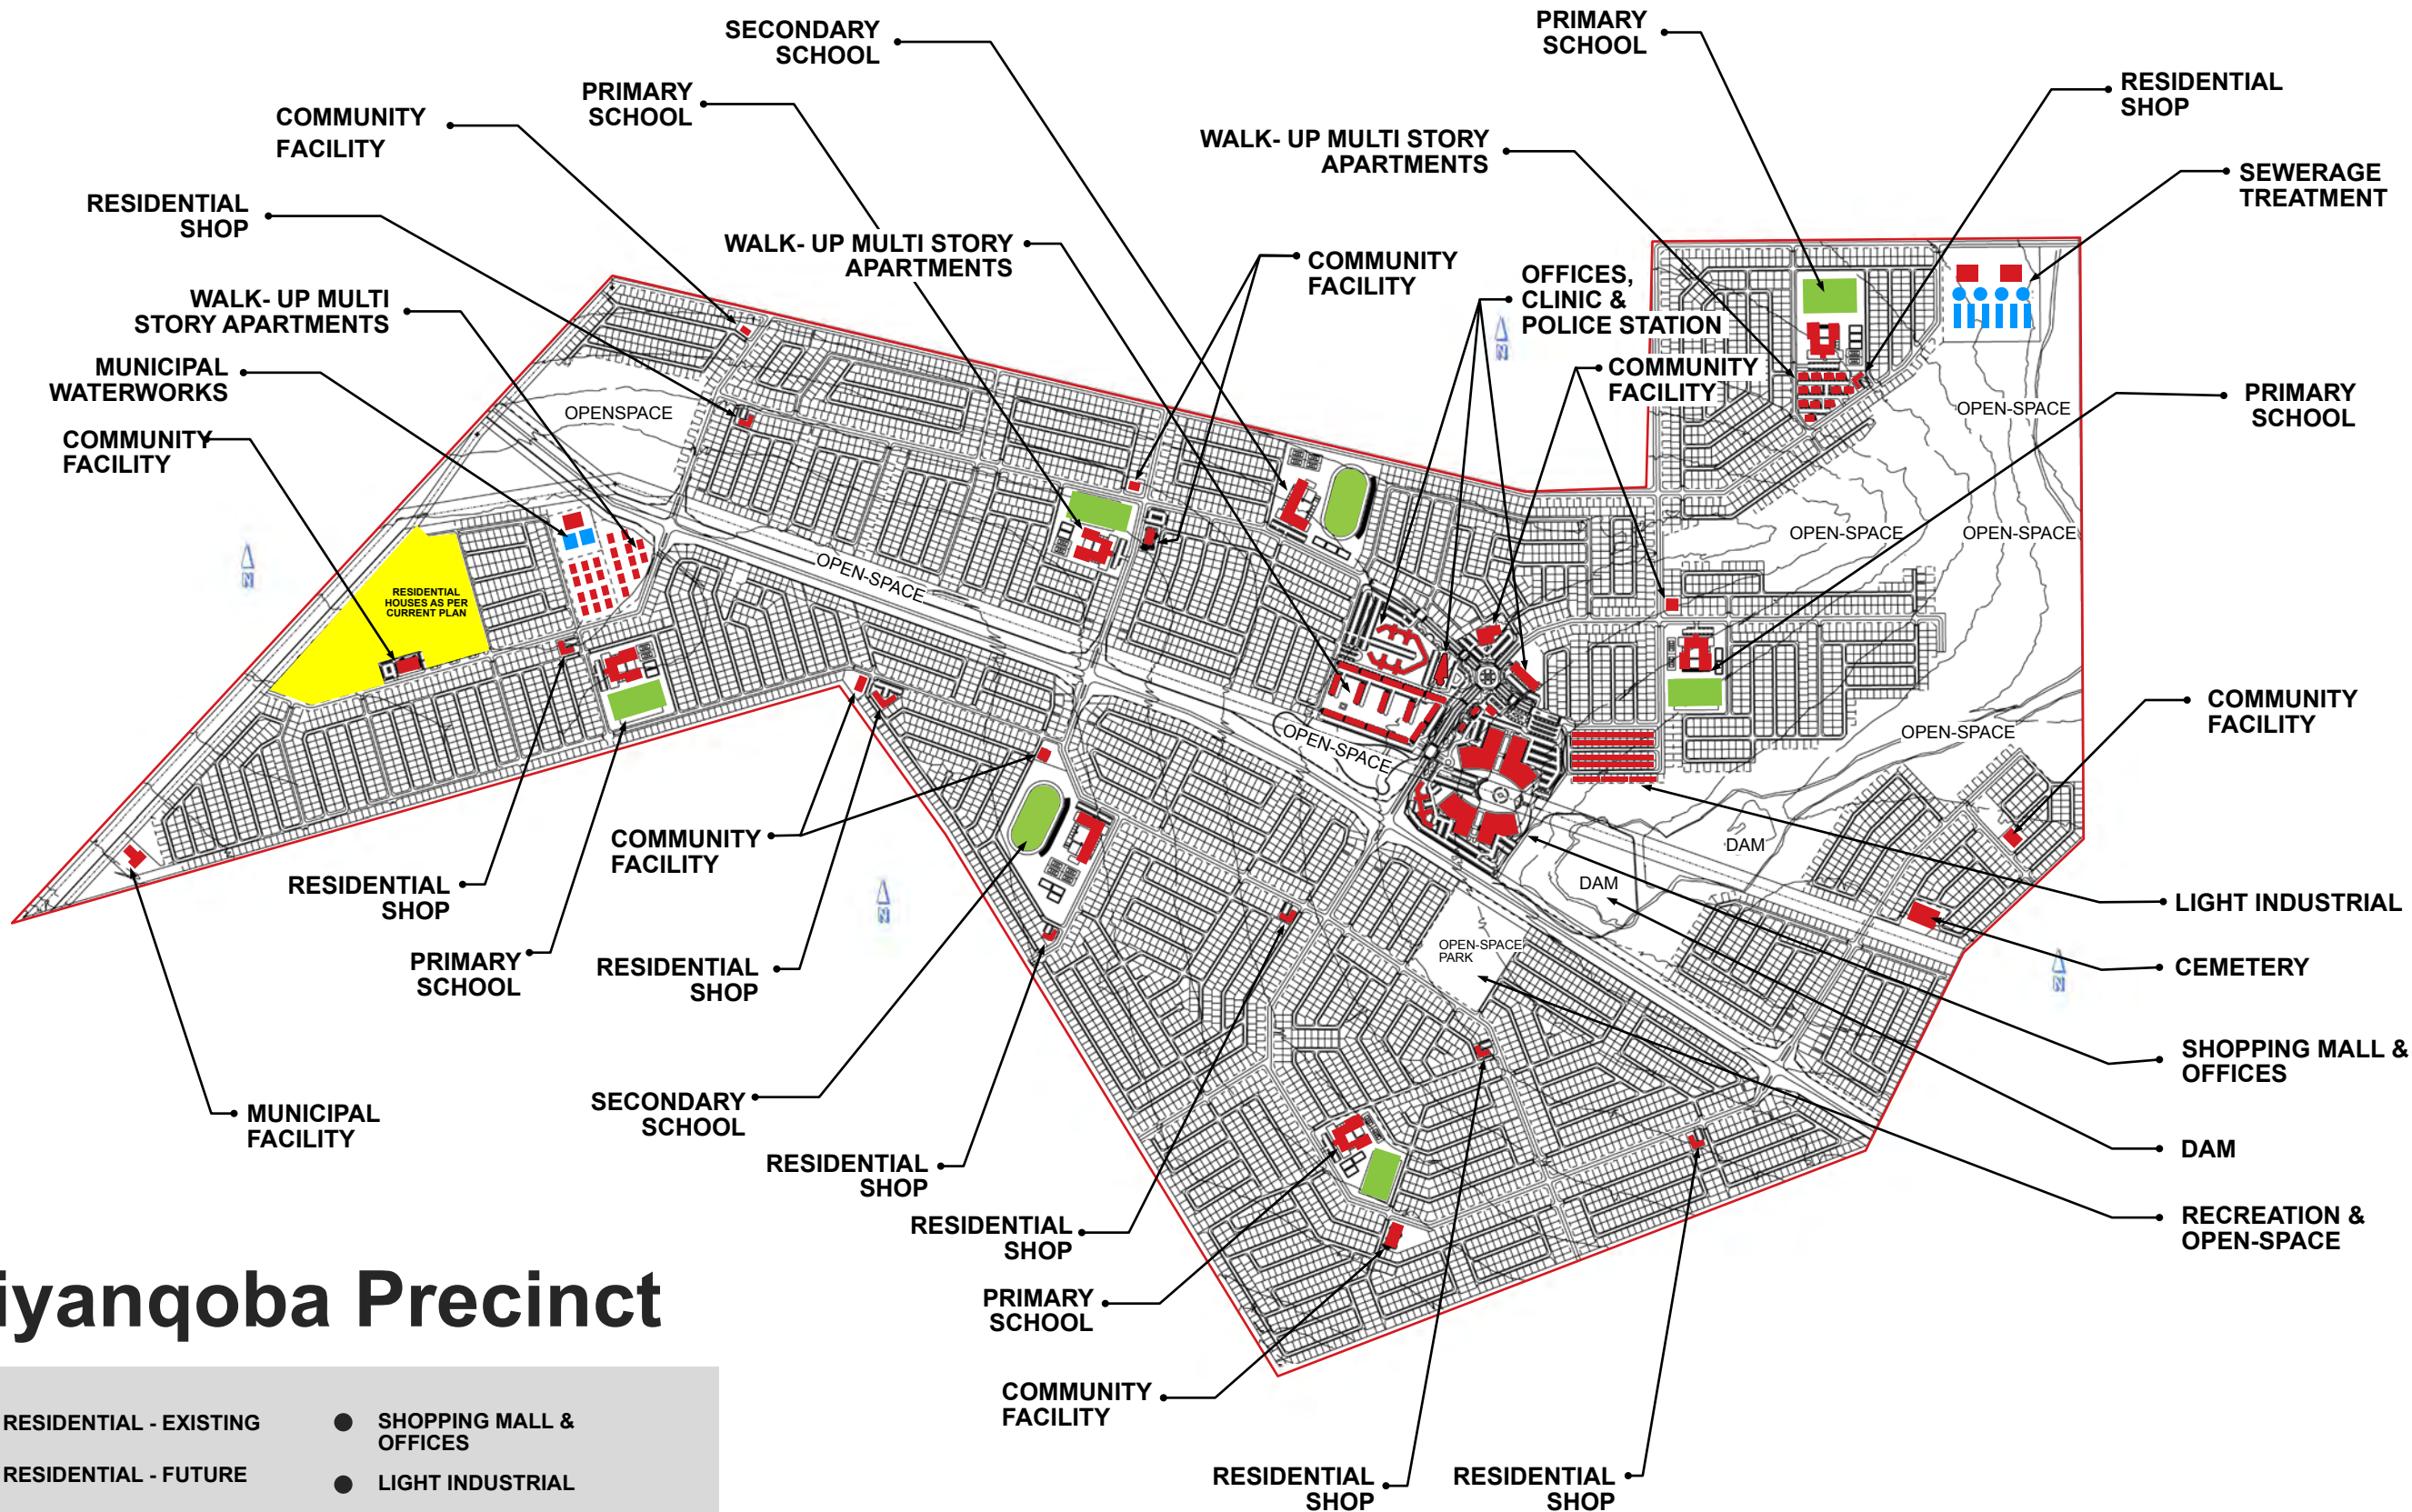 SECONDARY
SCHOOL
PRIMARY
SCHOOL
PRIMARY
SCHOOL
COMMUNITY
FACILITY
RESIDENTIAL
SHOP
WALK- UP MULTI STORY
APARTMENTS
SEWERAGE
TREATMENT
RESIDENTIAL
SHOP
WALK- UP MULTI STORY
APARTMENTS
COMMUNITY
FACILITY
OFFICES,
CLINIC &
POLICE STATION
WALK- UP MULTI
STORY APARTMENTS
MUNICIPAL
WATERWORKS
COMMUNITY
FACILITY
PRIMARY
SCHOOL
OPENSPACE
OPEN-SPACE
COMMUNITY
FACILITY
OPEN-SPACE
OPEN-SPACE
N
N
OPEN-SPACE
RESIDENTIAL
HOUSES AS PER
CURRENT PLAN
COMMUNITY
FACILITY
OPEN-SPACE
OPEN-SPACE
COMMUNITY
FACILITY
DAM
DAM
RESIDENTIAL
SHOP
N
LIGHT INDUSTRIAL
PRIMARY
SCHOOL
RESIDENTIAL
SHOP
OPEN-SPACE
PARK
CEMETERY
N
SHOPPING MALL &
OFFICES
MUNICIPAL
FACILITY
SECONDARY
SCHOOL
DAM
RESIDENTIAL
SHOP
RESIDENTIAL
SHOP
RECREATION &
OPEN-SPACE
PRIMARY
SCHOOL
iyanqoba Precinct
COMMUNITY
FACILITY
RESIDENTIAL
SHOP
RESIDENTIAL
SHOP
RESIDENTIAL - EXISTING
RESIDENTIAL - FUTURE
SHOPPING MALL &
OFFICES
LIGHT INDUSTRIAL